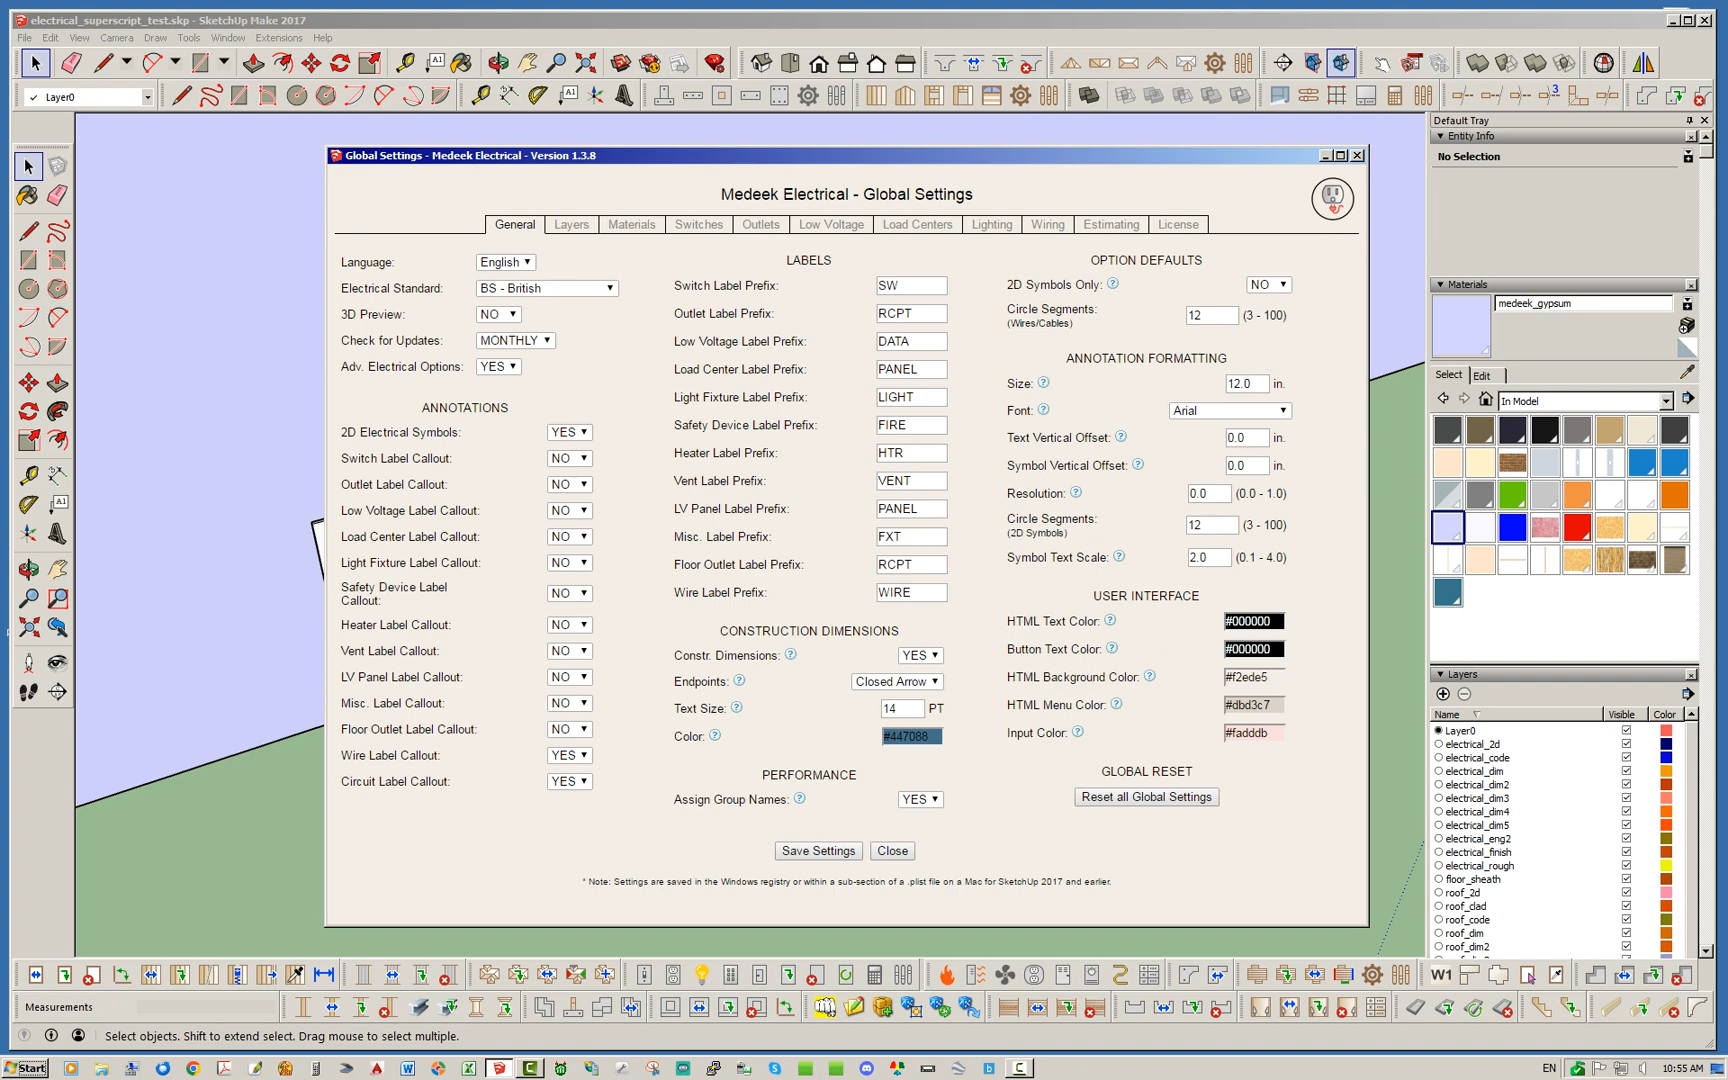 electrical_superscript_test.skp - SketchUp Make 2017
File Edit View Camera Draw Tools Window Extensions Help
A1
✓ Layer0
A1
3
Default Tray
Entity Info
No Selection
Global Settings - Medeek Electrical - Version 1.3.8
Medeek Electrical - Global Settings
General Layers Materials Switches Outlets Low Voltage Load Centers Lighting Wiring Estimating License
Language: English
Electrical Standard: BS - British
3D Preview: NO
Check for Updates: MONTHLY
Adv. Electrical Options: YES
ANNOTATIONS
2D Electrical Symbols: YES
Switch Label Callout: NO
Outlet Label Callout: NO
Low Voltage Label Callout: NO
Load Center Label Callout: NO
Light Fixture Label Callout: NO
Safety Device Label
Callout: NO
Heater Label Callout: NO
Vent Label Callout: NO
LV Panel Label Callout: NO
Misc. Label Callout: NO
Floor Outlet Label Callout: NO
Wire Label Callout: YES
Circuit Label Callout: YES
LABELS
Switch Label Prefix: SW
Outlet Label Prefix: RCPT
Low Voltage Label Prefix: DATA
Load Center Label Prefix: PANEL
Light Fixture Label Prefix: LIGHT
Safety Device Label Prefix: FIRE
Heater Label Prefix: HTR
Vent Label Prefix: VENT
LV Panel Label Prefix: PANEL
Misc. Label Prefix: FXT
Floor Outlet Label Prefix: RCPT
Wire Label Prefix: WIRE
CONSTRUCTION DIMENSIONS
Constr. Dimensions: ? YES
Endpoints: ? Closed Arrow
Text Size: ? 14 PT
Color: ? #447088
PERFORMANCE
Assign Group Names: ? YES
OPTION DEFAULTS
2D Symbols Only: ? NO
Circle Segments: 12 (3 - 100)
(Wires/Cables)
ANNOTATION FORMATTING
Size: ? 12.0 in.
Font: ? Arial
Text Vertical Offset: ? 0.0 in.
Symbol Vertical Offset: ? 0.0 in.
Resolution: ? 0.0 (0.0 - 1.0)
Circle Segments: 12 (3 - 100)
(2D Symbols)
Symbol Text Scale: ? 2.0 (0.1 - 4.0)
USER INTERFACE
HTML Text Color: ? #000000
Button Text Color: ? #000000
HTML Background Color: ? #f2ede5
HTML Menu Color: ? #dbd3c7
Input Color: ? #fadddb
GLOBAL RESET
Reset all Global Settings
Save Settings Close
* Note: Settings are saved in the Windows registry or within a sub-section of a .plist file on a Mac for SketchUp 2017 and earlier.
Materials
medeek_gypsum
Select Edit
In Model
Layers
Name Visible Color
Layer0
electrical_2d
electrical_code
electrical_dim
electrical_dim2
electrical_dim3
electrical_dim4
electrical_dim5
electrical_eng2
electrical_finish
electrical_rough
floor_sheath
roof_2d
roof_clad
roof_code
roof_dim
roof_dim2
A1
W1
Measurements
Select objects. Shift to extend select. Drag mouse to select multiple.
Start
EN 10:55 AM